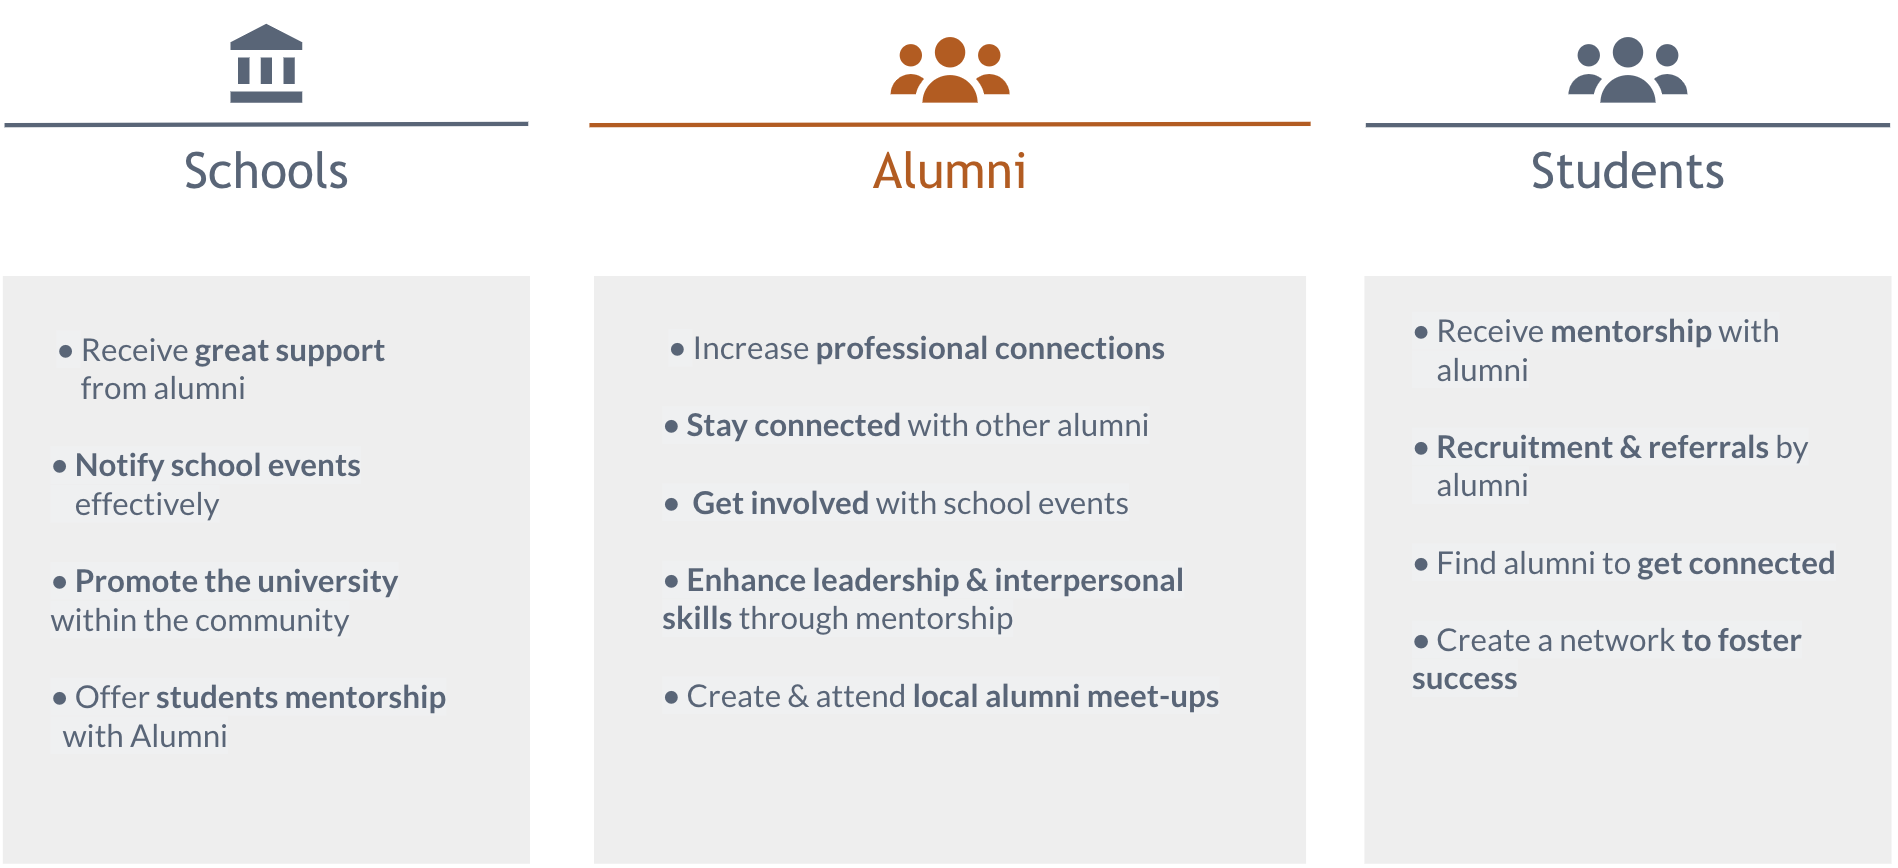 Schools
● Receive great support
from alumni
● Notify school events
effectively
● Promote the university
within the community
● Offer students mentorship
with Alumni
Alumni
● Increase professional connections
● Stay connected with other alumni
● Get involved with school events
● Enhance leadership & interpersonal
skills through mentorship
● Create & attend local alumni meet-ups
Students
● Receive mentorship with
alumni
● Recruitment & referrals by
alumni
● Find alumni to get connected
● Create a network to foster
success